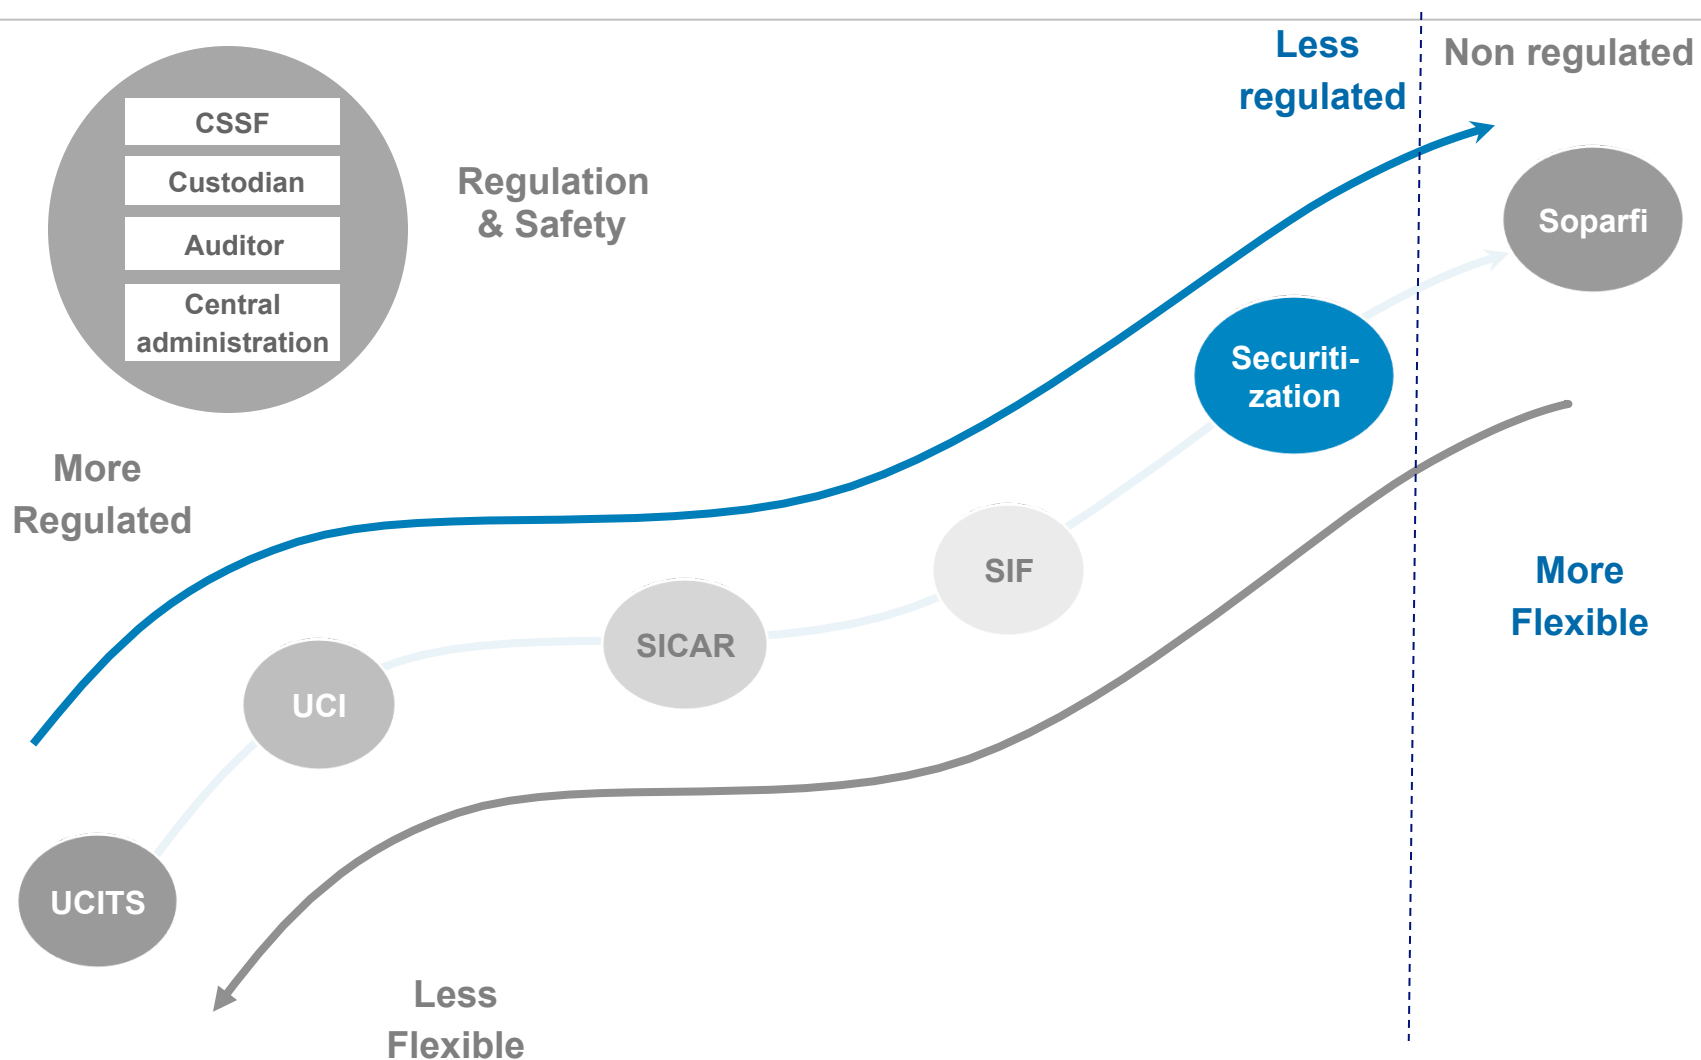 Less
regulated
Non regulated
CSSF
Custodian
Auditor
Central
administration
Regulation
& Safety
Soparfi
Securiti-
zation
More
Regulated
SIF
More
Flexible
SICAR
UCI
UCITS
Less
Flexible